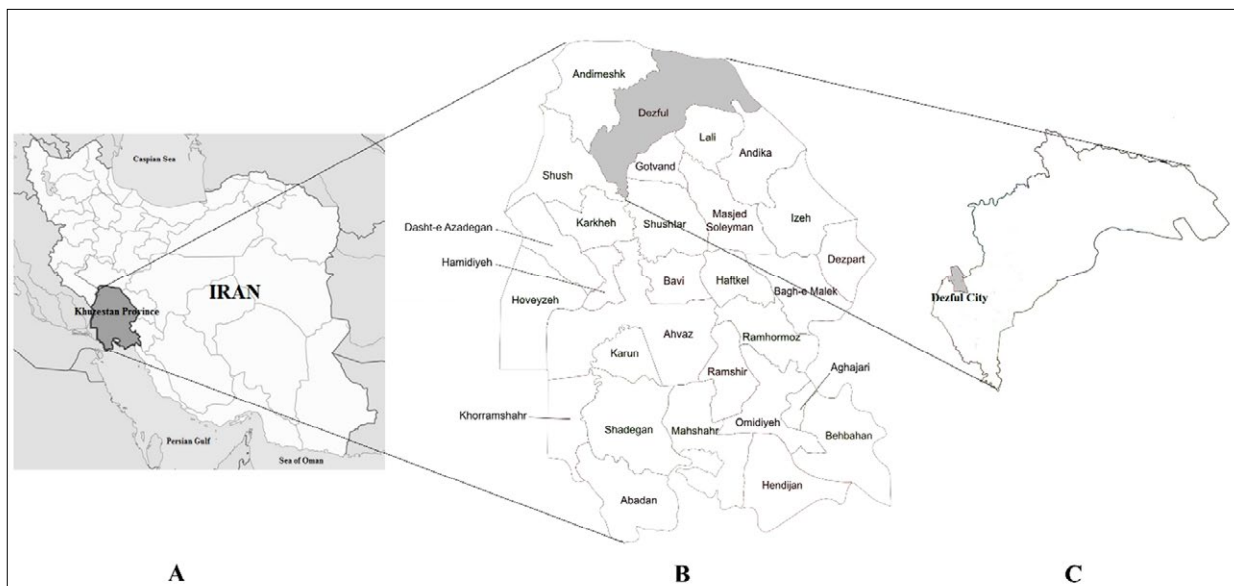 Caspian Sea
IRAN
Khuzestan Province
Persian Gulf
Sea of Oman
A
Andimeshk
Dezful
Lali
Andika
Gotvand
Shush
Karkheh
Shushtar
Masjed
Soleyman
Izeh
Dasht-e Azadegan
Hamidiyeh
Dezpart
Bavi
Haftkel
Bagh-e Malek
Hoveyzeh
Ahvaz
Ramhormoz
Karun
Ramshir
Aghajari
Khorramshahr
Shadegan
Mahshahr
Omidiyeh
Behbahan
Hendijan
Abadan
B
Dezful City
C